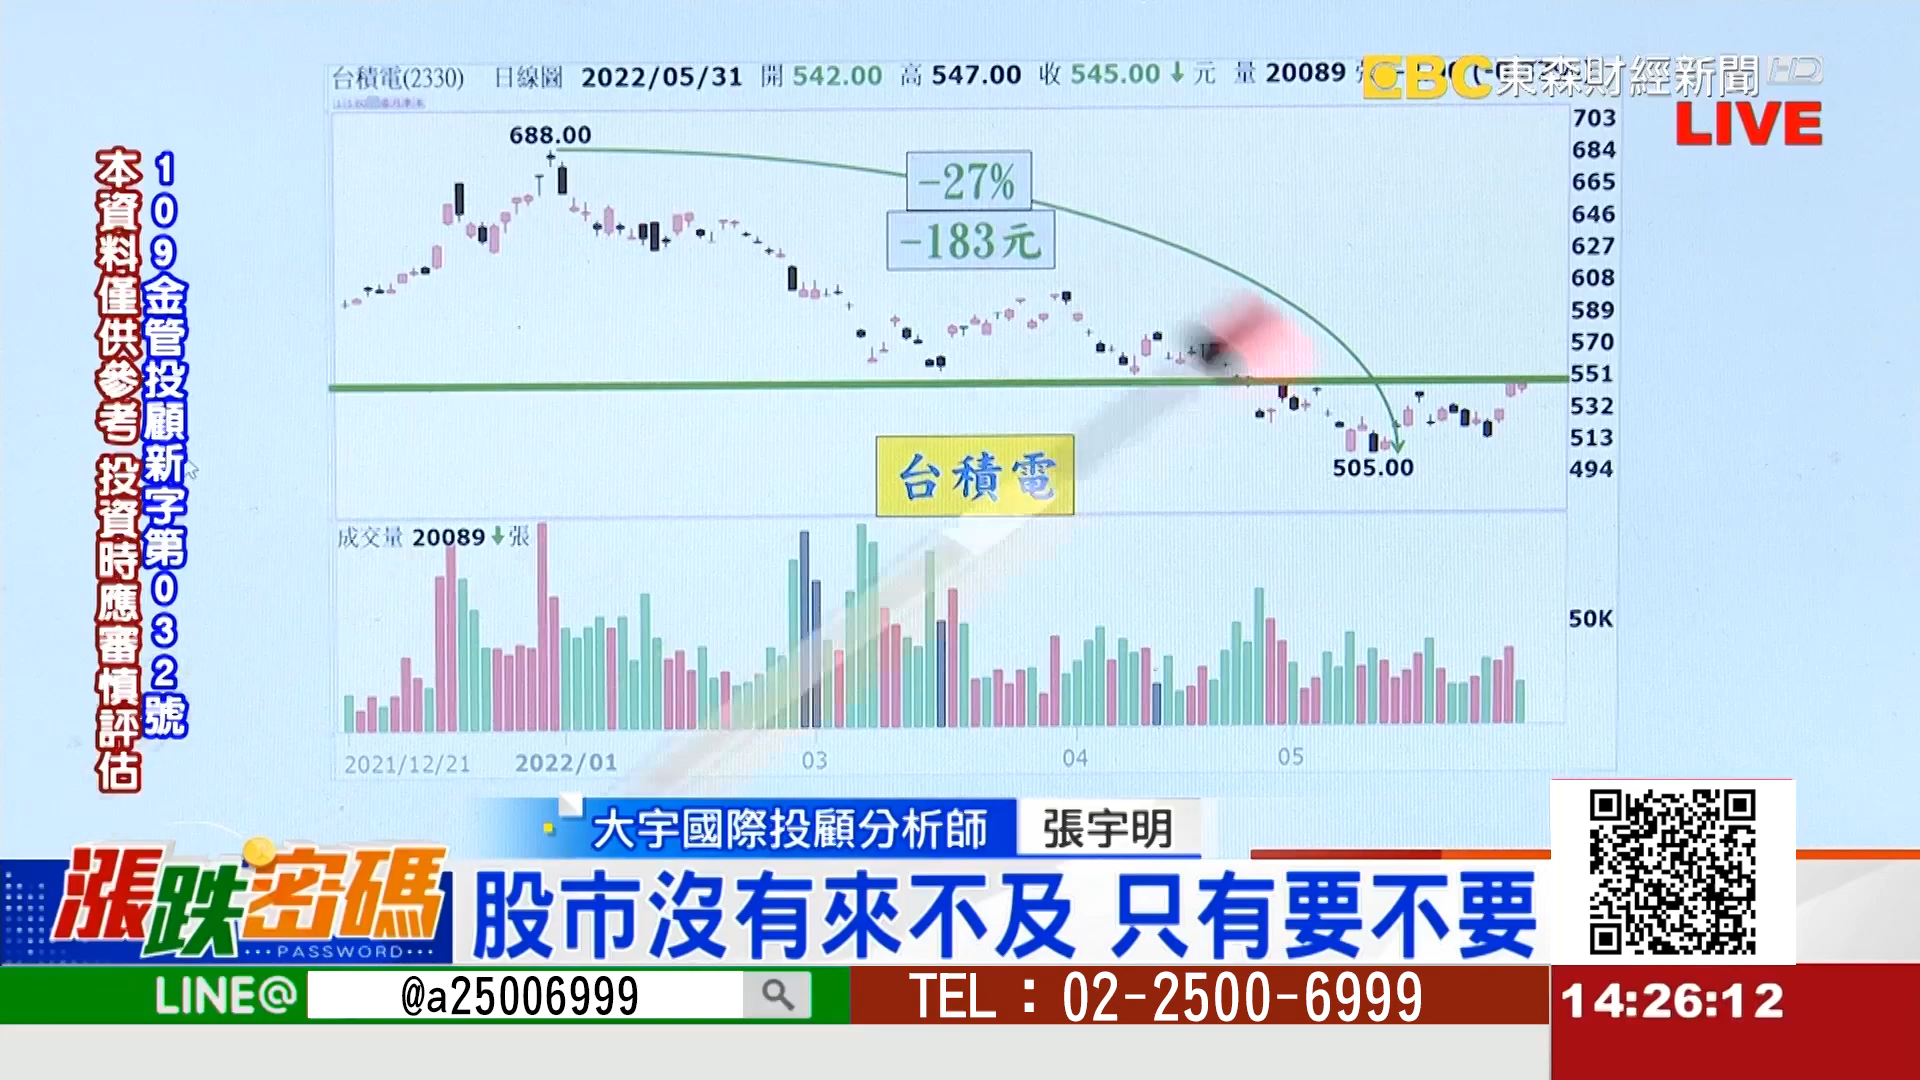 台積電(2330) 日線圖 2022/05/31 開 542.00 高 547.00 收 545.00↓元 量 20089
EBC 東森財經新聞 HD
LIVE
109金管投顧新字第032號
本資料僅供參考 投資時應審慎評估
688.00
-27%
-183元
703
684
665
646
627
608
589
570
551
532
513
494
505.00
台積電
成交量 20089↓張
50K
2021/12/21 2022/01 03 04 05
大宇國際投顧分析師 張宇明
漲跌密碼
PASSWORD
股市沒有來不及 只有要不要
LINE@ @a25006999
TEL：02-2500-6999
14:26:12